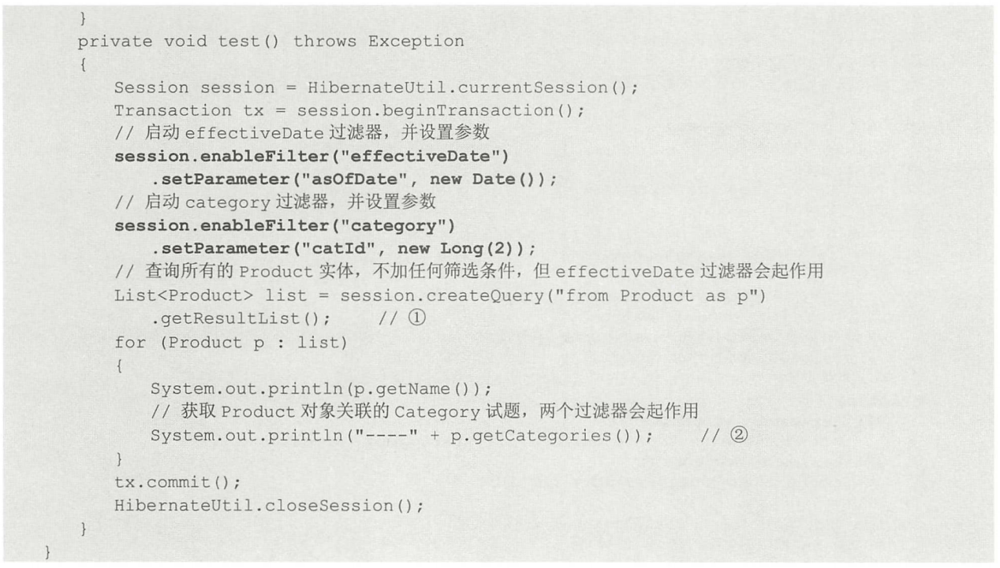 }
private void test() throws Exception
{
Session session = HibernateUtil.currentSession();
Transaction tx = session.beginTransaction();
// 启动 effectiveDate 过滤器，并设置参数
session.enableFilter("effectiveDate")
.setParameter("asOfDate", new Date());
// 启动 category 过滤器，并设置参数
session.enableFilter("category")
.setParameter("catId", new Long(2));
// 查询所有的 Product 实体，不加任何筛选条件，但 effectiveDate 过滤器会起作用
List<Product> list = session.createQuery("from Product as p")
.getResultList(); // ①
for (Product p : list)
{
System.out.println(p.getName());
// 获取 Product 对象关联的 Category 试题，两个过滤器会起作用
System.out.println("----" + p.getCategories()); // ②
}
tx.commit();
HibernateUtil.closeSession();
}
}